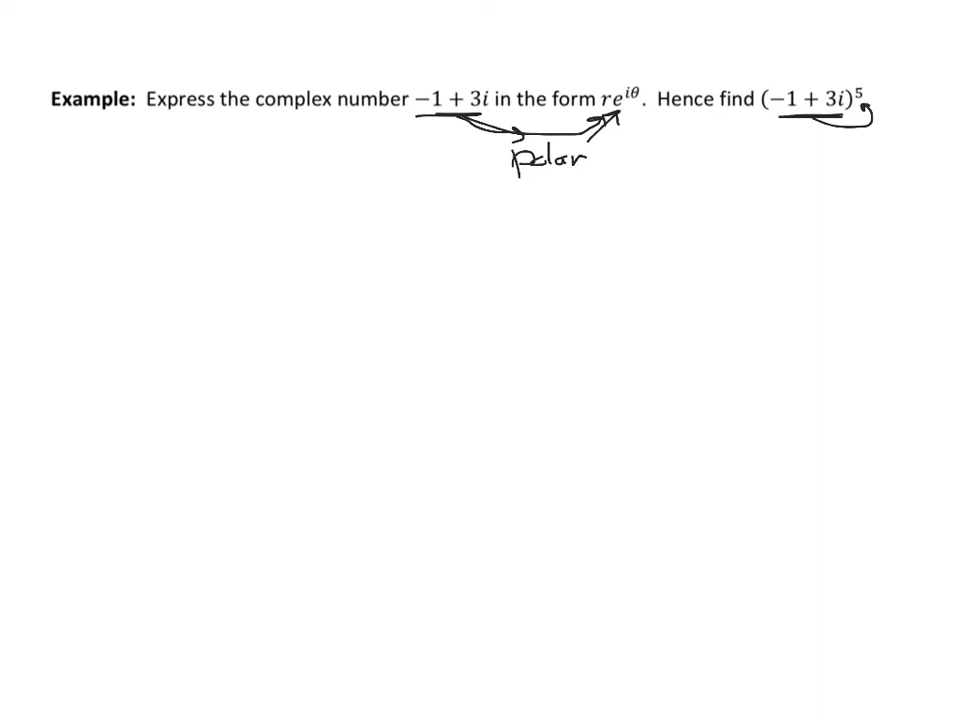 Example: Express the complex number −1 + 3i in the form re^{iθ}. Hence find (−1 + 3i)^5
polar